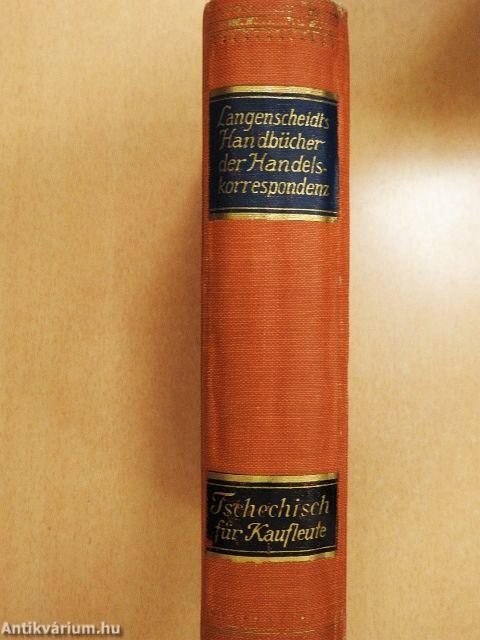 Langenscheidts
Handbücher
der Handels-
korrespondenz
Tschechisch
für Kaufleute
Antikvárium.hu